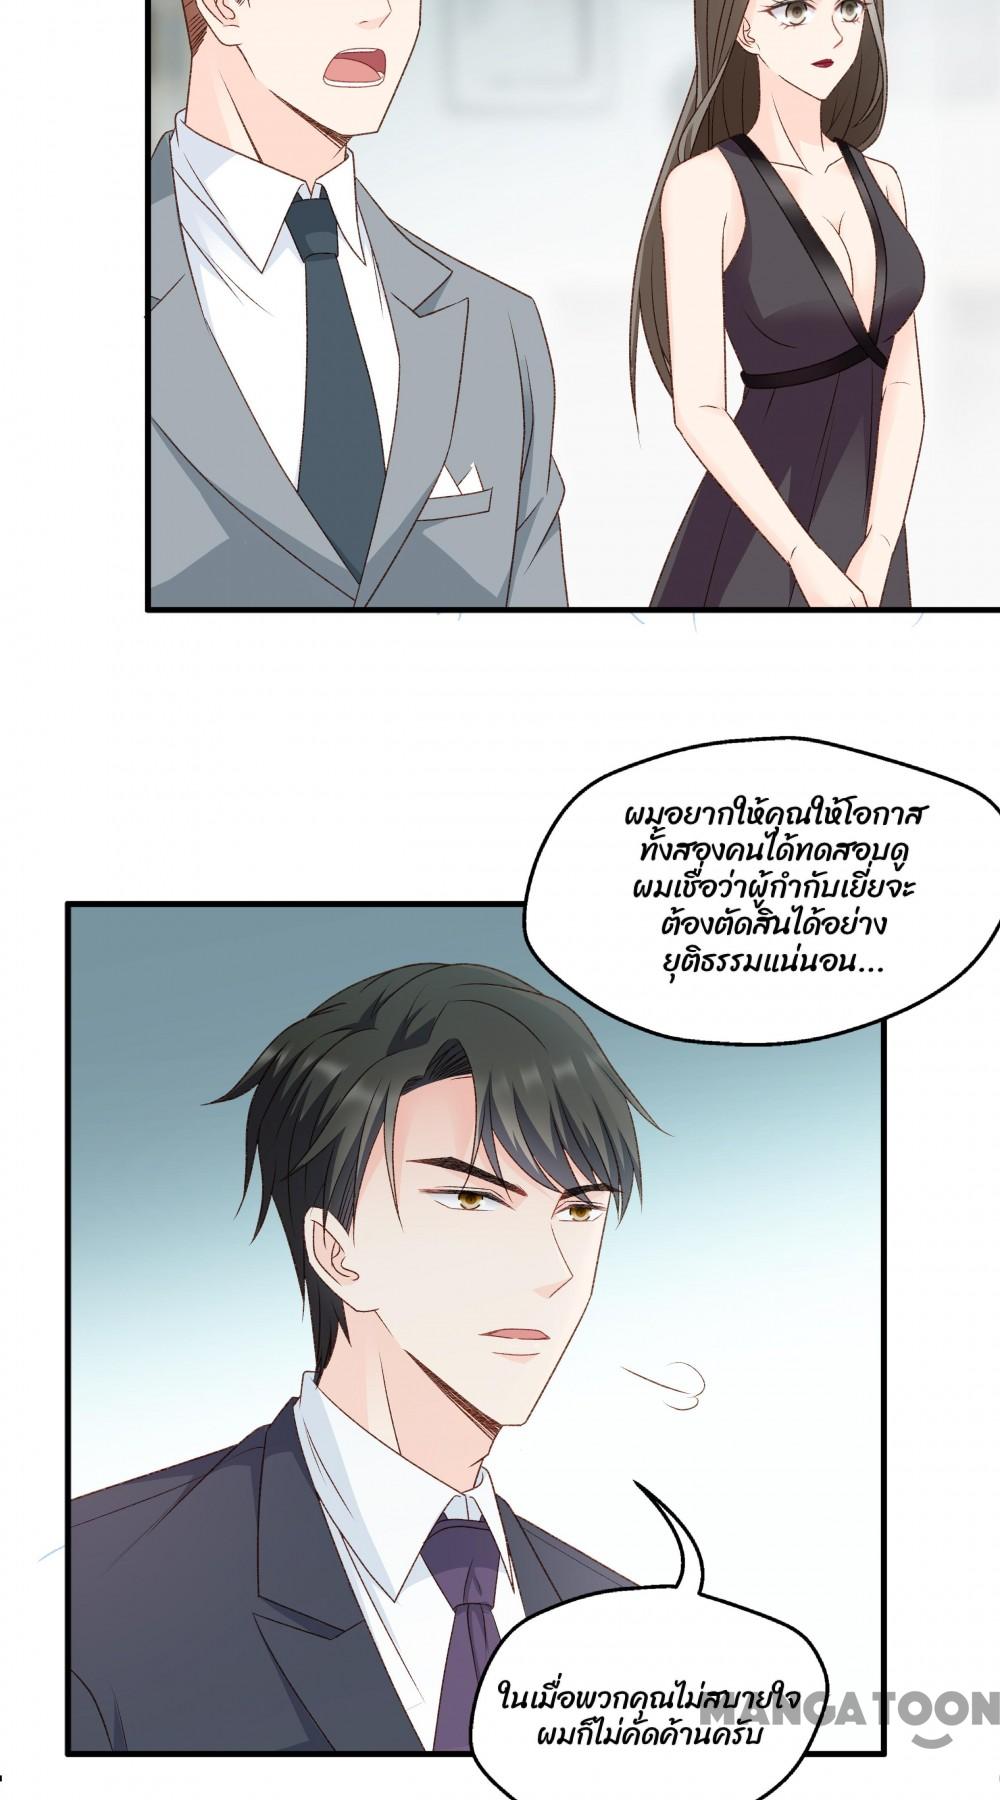 ผมอยากให้คุณให้โอกาส
ทั้งสองคนได้ทดสอบดู
ผมเชื่อว่าผู้กำกับเยี่ยจะ
ต้องตัดสินได้อย่าง
ยุติธรรมแน่นอน...
ในเมื่อพวกคุณไม่สบายใจ
ผมก็ไม่คัดค้านครับ
MANGATOON